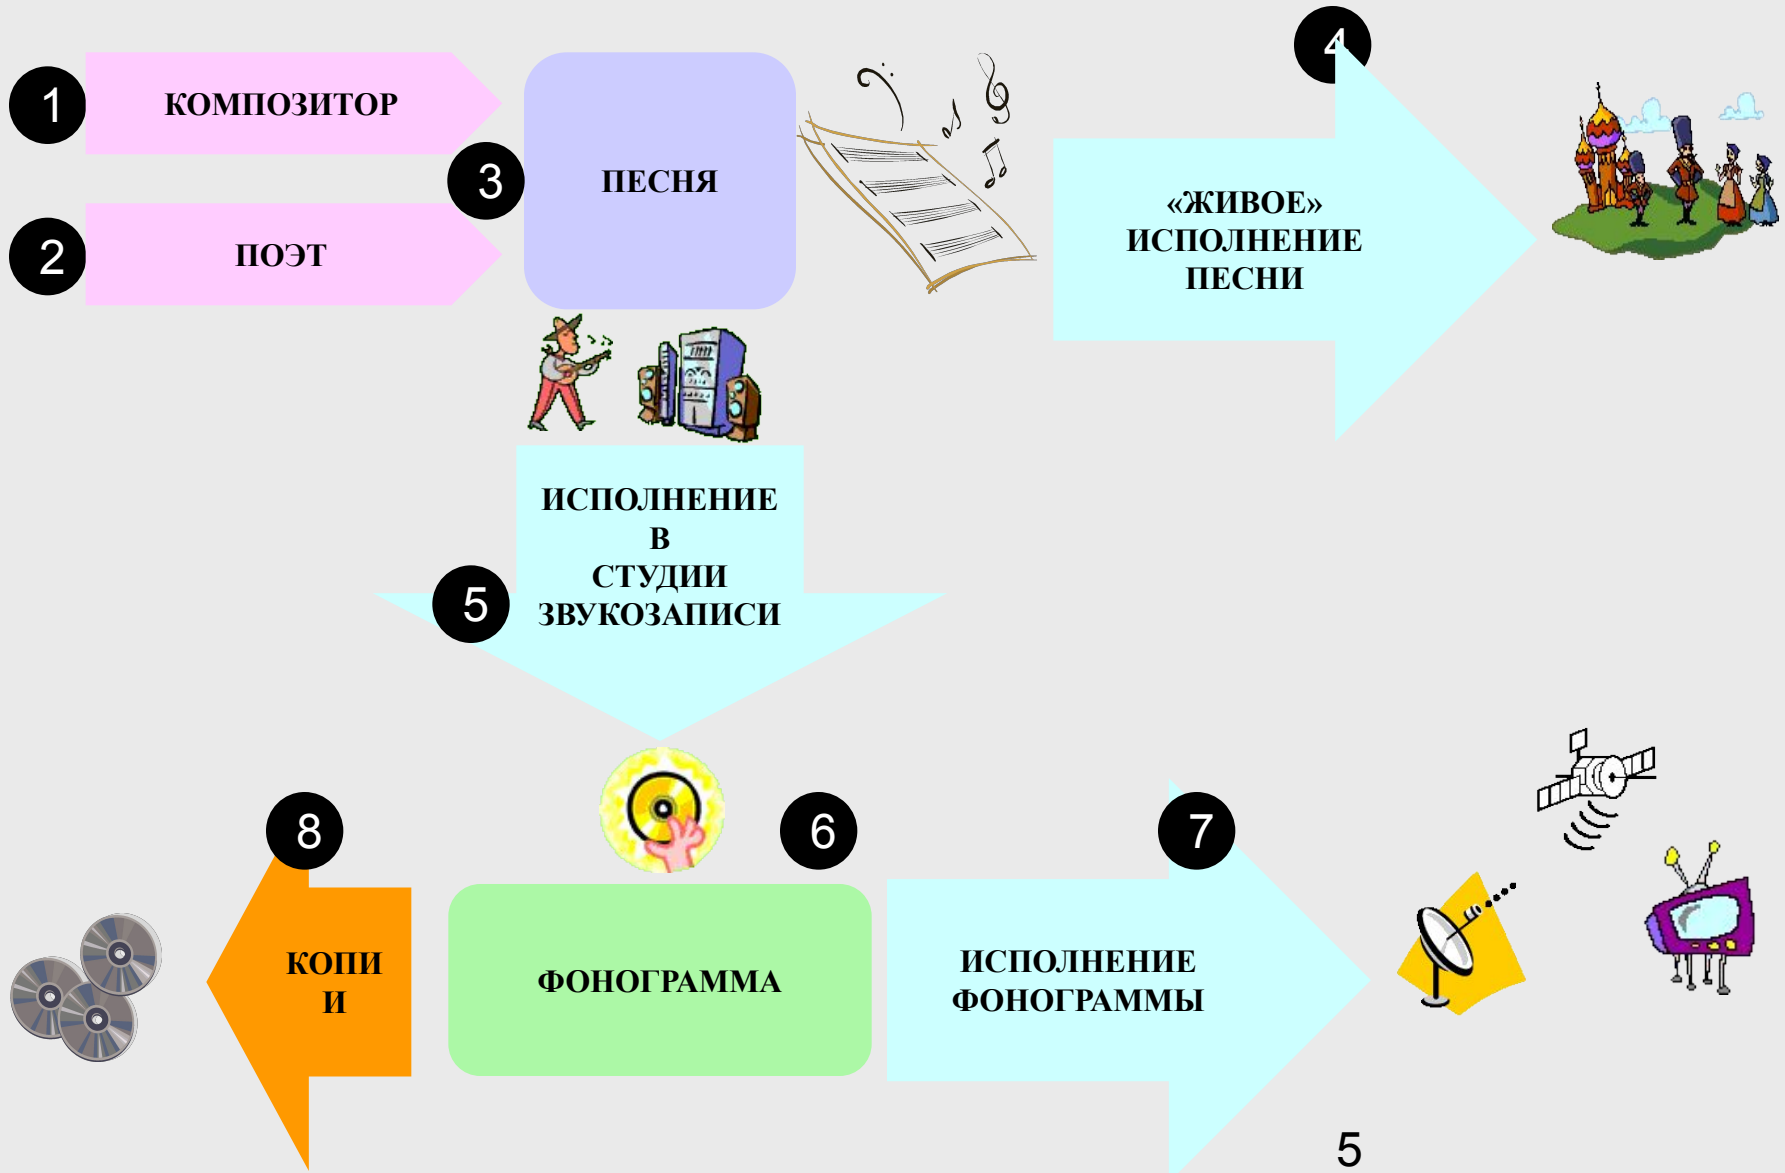 1
КОМПОЗИТОР
2
ПОЭТ
3
ПЕСНЯ
4
«ЖИВОЕ»
ИСПОЛНЕНИЕ
ПЕСНИ
ИСПОЛНЕНИЕ
В
СТУДИИ
ЗВУКОЗАПИСИ
5
8
КОПИ
И
6
ФОНОГРАММА
7
ИСПОЛНЕНИЕ
ФОНОГРАММЫ
5